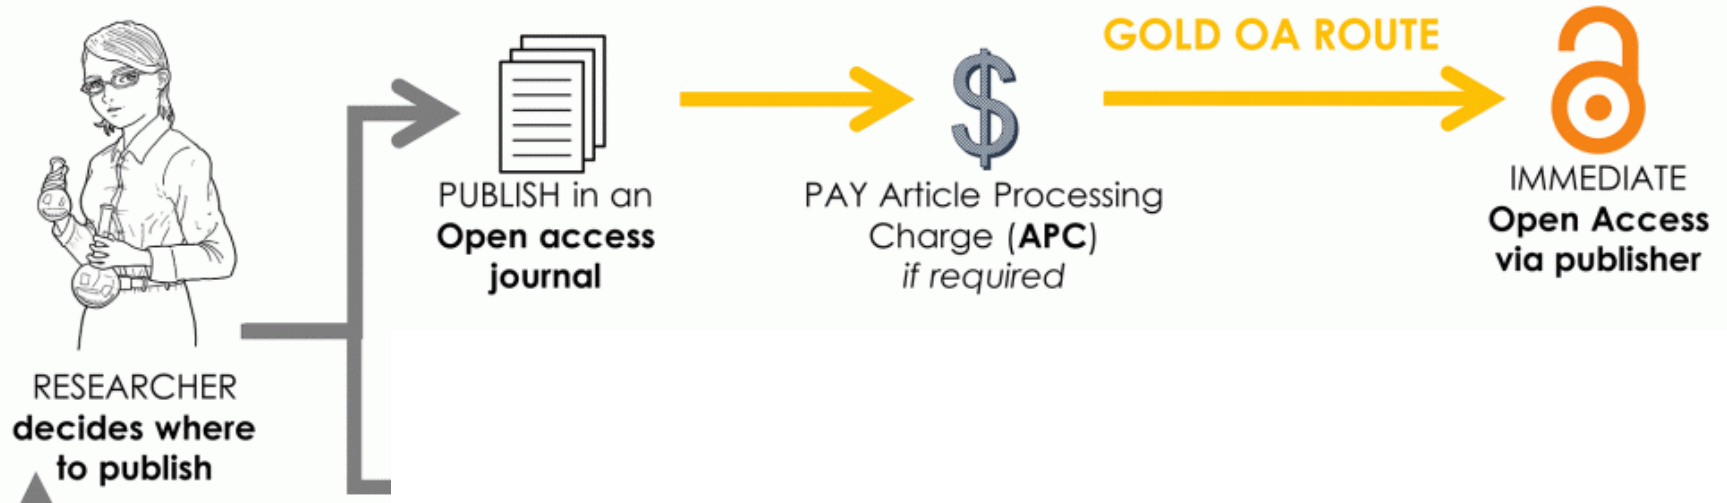 GOLD OA ROUTE
PUBLISH in an
Open access
journal
PAY Article Processing
Charge (APC)
if required
IMMEDIATE
Open Access
via publisher
RESEARCHER
decides where
to publish